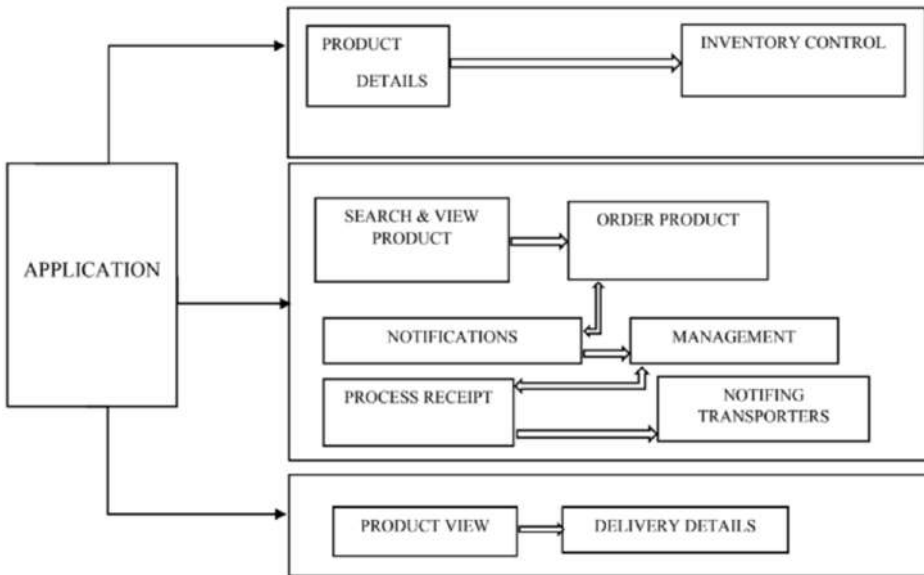 PRODUCT
DETAILS
INVENTORY CONTROL
APPLICATION
SEARCH & VIEW
PRODUCT
ORDER PRODUCT
NOTIFICATIONS
MANAGEMENT
PROCESS RECEIPT
NOTIFING
TRANSPORTERS
PRODUCT VIEW
DELIVERY DETAILS